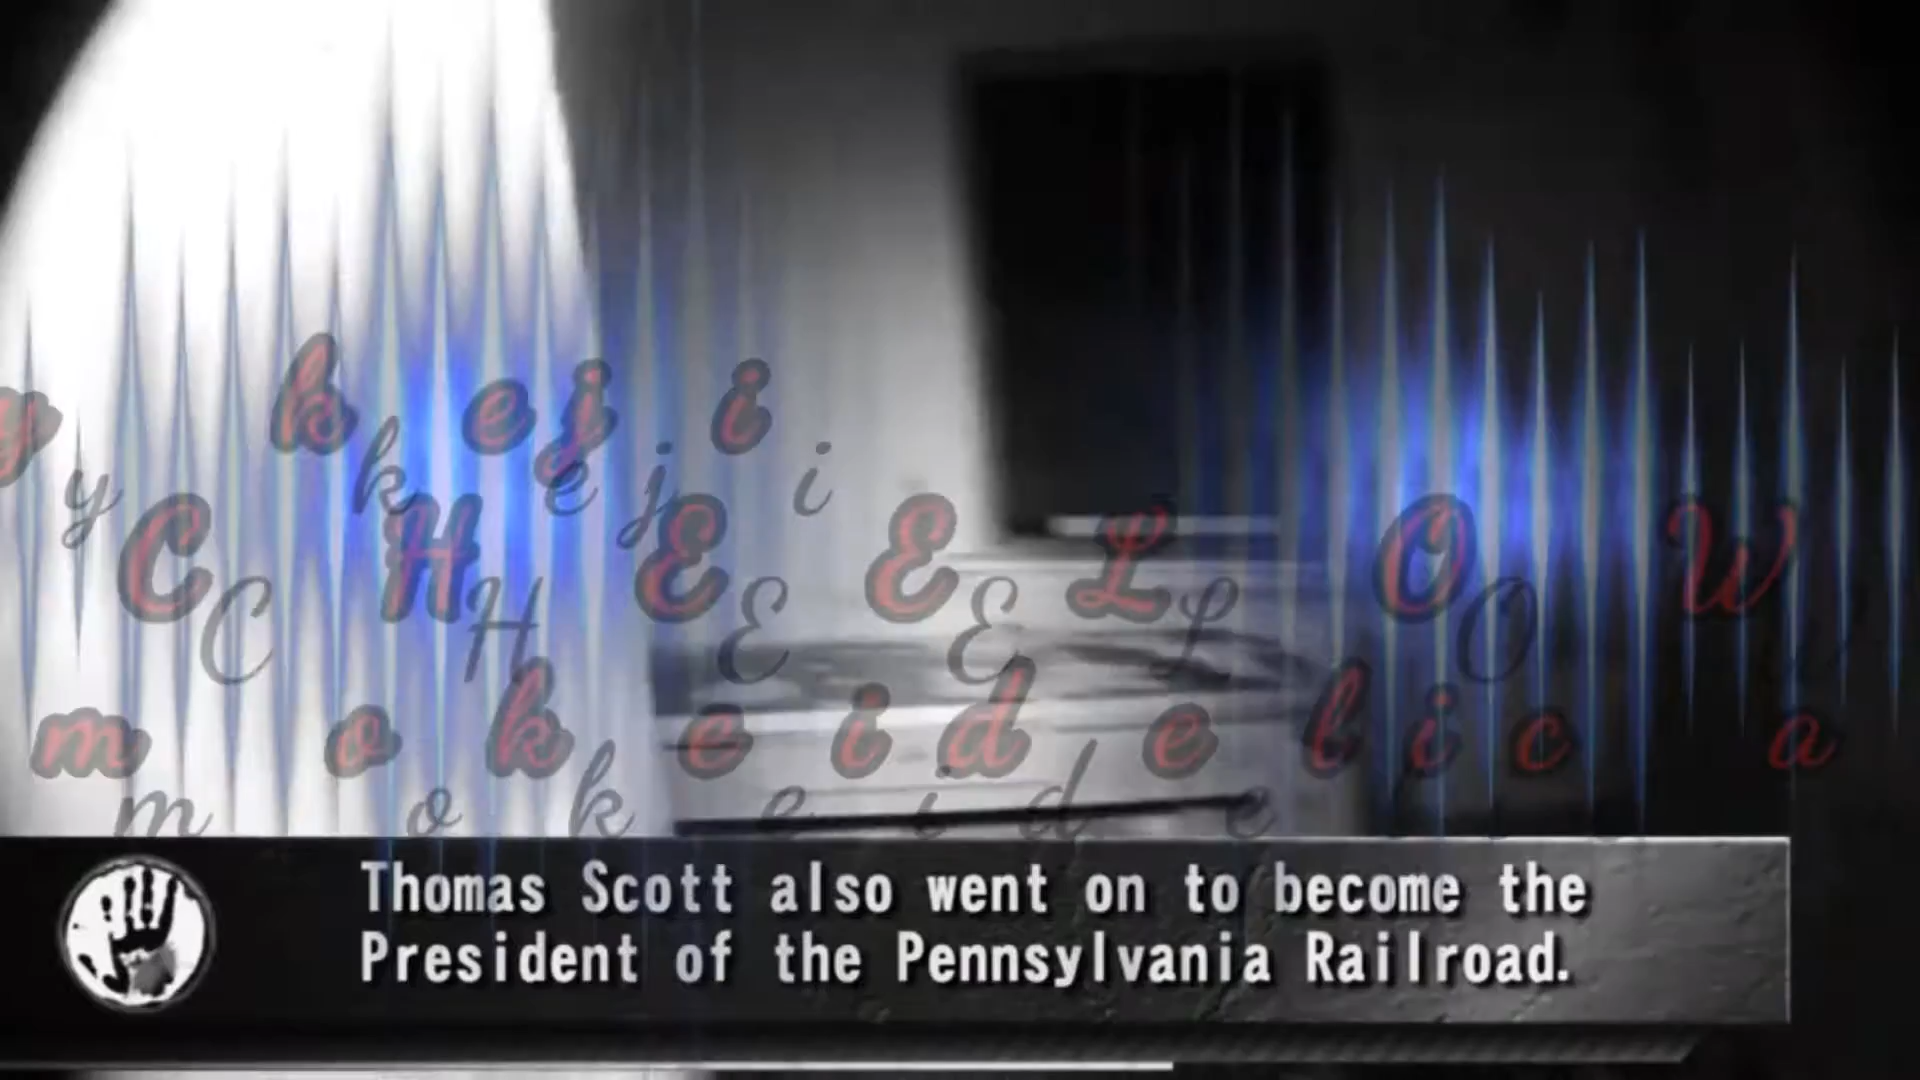 y k e j i
C H E E L O W
m o k e i d e l i c a
Thomas Scott also went on to become the
President of the Pennsylvania Railroad.